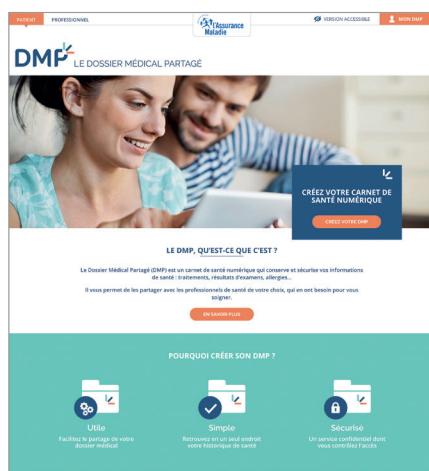 PATIENT PROFESSIONNEL
l'Assurance
Maladie
VERSION ACCESSIBLE
MON DMP
DMP LE DOSSIER MÉDICAL PARTAGÉ
CRÉEZ VOTRE CARNET DE
SANTÉ NUMÉRIQUE
CRÉEZ VOTRE DMP
LE DMP, QU'EST-CE QUE C'EST ?
Le Dossier Médical Partagé (DMP) est un carnet de santé numérique qui conserve et sécurise vos informations
de santé : traitements, résultats d'examens, allergies...
Il vous permet de les partager avec les professionnels de santé de votre choix, qui en ont besoin pour vous
soigner.
EN SAVOIR PLUS
POURQUOI CRÉER SON DMP ?
Utile
Facilitez le partage de votre
dossier médical
Simple
Retrouvez en un seul endroit
votre historique de santé
Sécurisé
Un service confidentiel dont
vous contrôlez l'accès